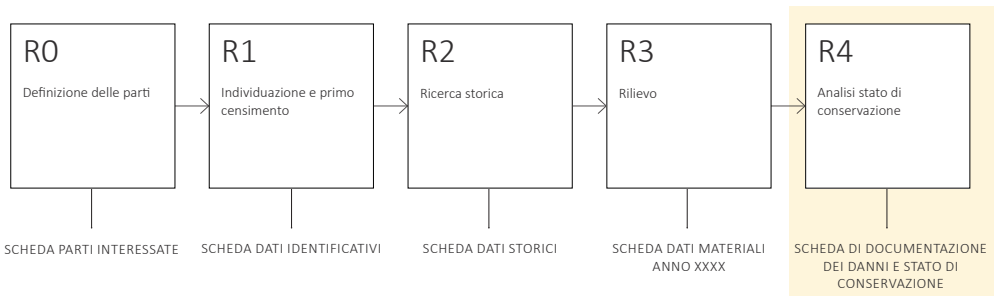 R0
Definizione delle parti
R1
Individuazione e primo
censimento
R2
Ricerca storica
R3
Rilievo
R4
Analisi stato di
conservazione
SCHEDA PARTI INTERESSATE
SCHEDA DATI IDENTIFICATIVI
SCHEDA DATI STORICI
SCHEDA DATI MATERIALI
ANNO XXXX
SCHEDA DI DOCUMENTAZIONE
DEI DANNI E STATO DI
CONSERVAZIONE